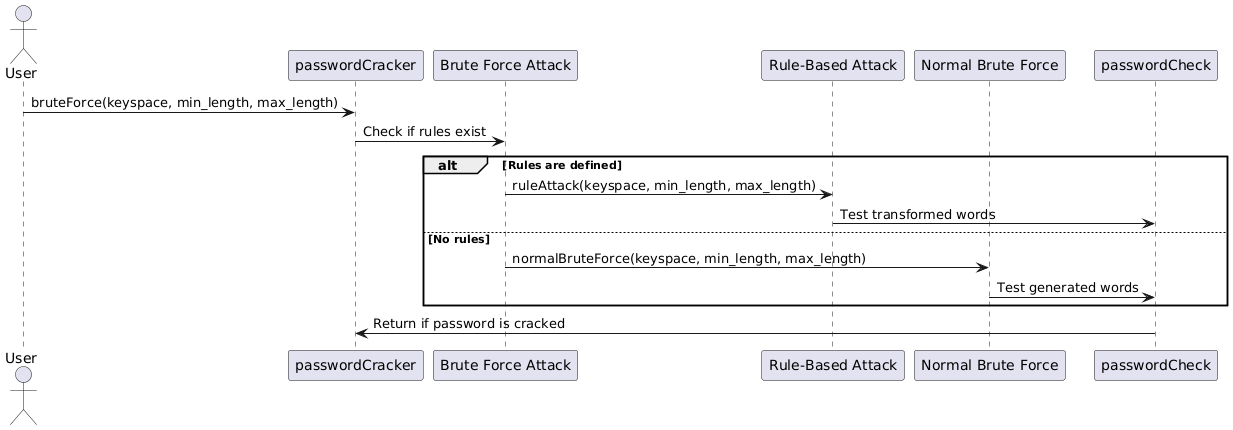 User
passwordCracker
Brute Force Attack
Rule-Based Attack
Normal Brute Force
passwordCheck
bruteForce(keyspace, min_length, max_length)
Check if rules exist
alt
[Rules are defined]
ruleAttack(keyspace, min_length, max_length)
Test transformed words
[No rules]
normalBruteForce(keyspace, min_length, max_length)
Test generated words
Return if password is cracked
User
passwordCracker
Brute Force Attack
Rule-Based Attack
Normal Brute Force
passwordCheck